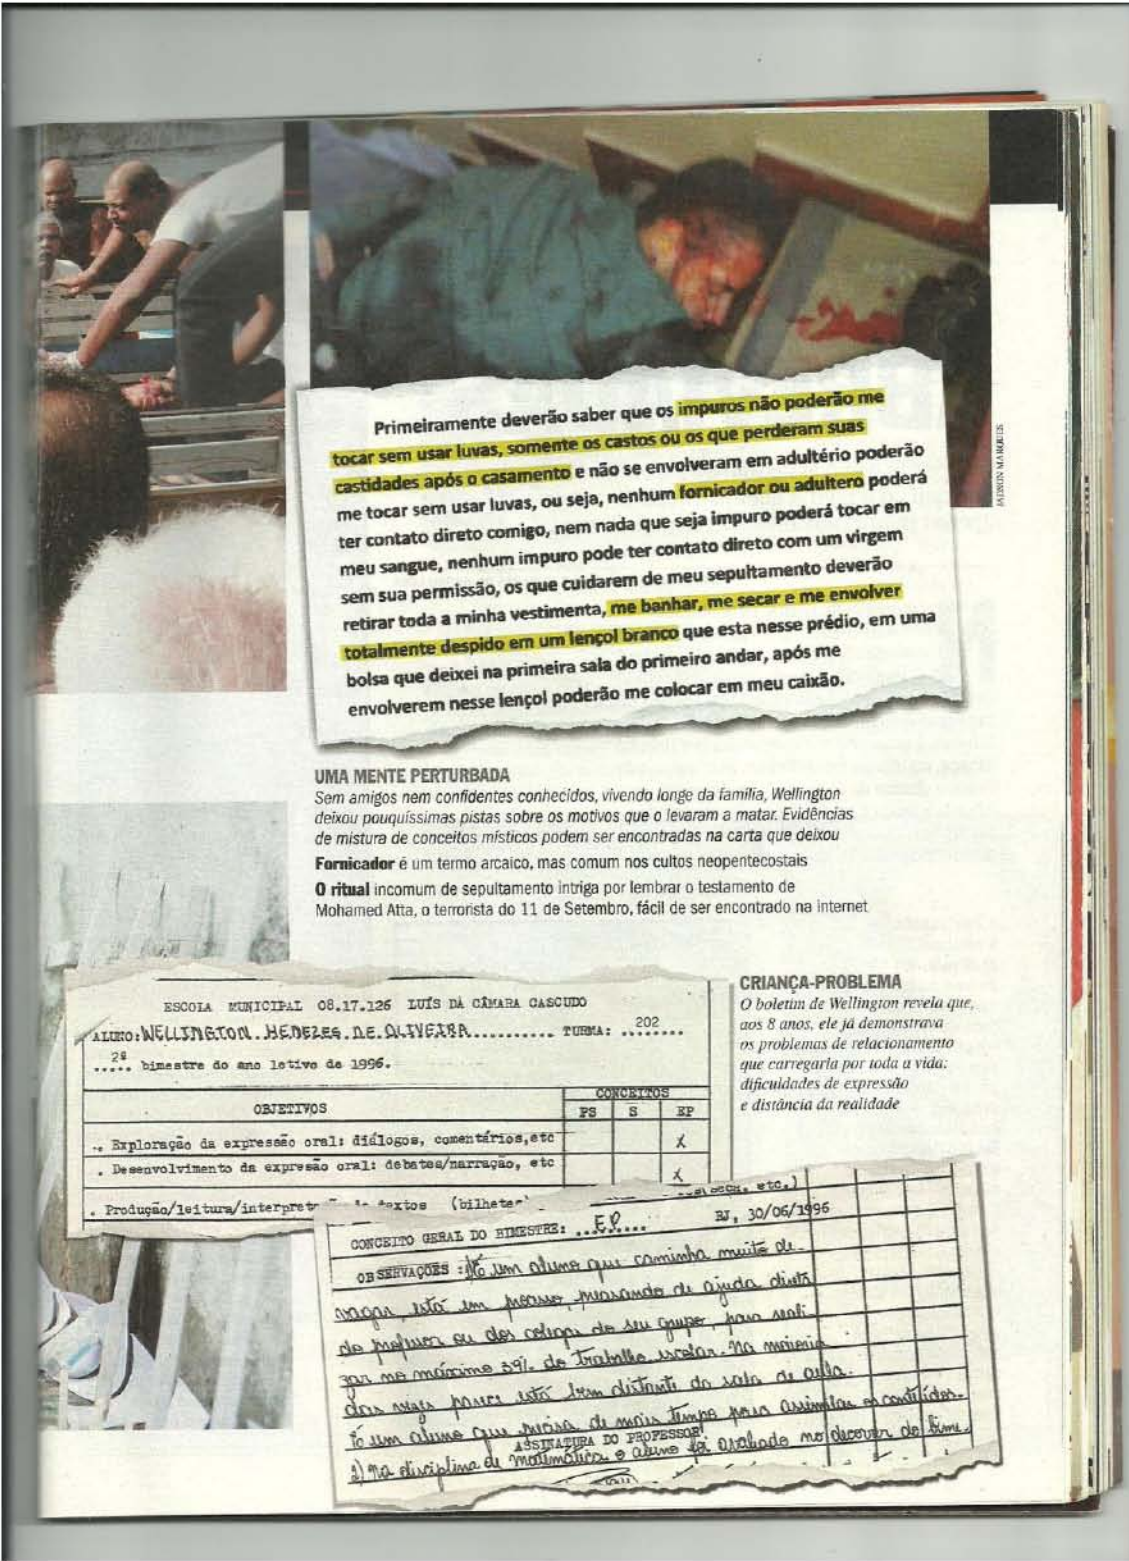 Primeiramente deverão saber que os impuros não poderão me
tocar sem usar luvas, somente os castos ou os que perderam suas
castidades após o casamento e não se envolveram em adultério poderão
me tocar sem usar luvas, ou seja, nenhum fornicador ou adultero poderá
ter contato direto comigo, nem nada que seja impuro poderá tocar em
meu sangue, nenhum impuro pode ter contato direto com um virgem
sem sua permissão, os que cuidarem de meu sepultamento deverão
retirar toda a minha vestimenta, me banhar, me secar e me envolver
totalmente despido em um lençol branco que esta nesse prédio, em uma
bolsa que deixei na primeira sala do primeiro andar, após me
envolverem nesse lençol poderão me colocar em meu caixão.
JADSON MARQUES
UMA MENTE PERTURBADA
Sem amigos nem confidentes conhecidos, vivendo longe da família, Wellington
deixou pouquíssimas pistas sobre os motivos que o levaram a matar. Evidências
de mistura de conceitos místicos podem ser encontradas na carta que deixou
Fornicador é um termo arcaico, mas comum nos cultos neopentecostais
O ritual incomum de sepultamento intriga por lembrar o testamento de
Mohamed Atta, o terrorista do 11 de Setembro, fácil de ser encontrado na internet
CRIANÇA-PROBLEMA
O boletim de Wellington revela que,
aos 8 anos, ele já demonstrava
os problemas de relacionamento
que carregaria por toda a vida:
dificuldades de expressão
e distância da realidade
ESCOLA MUNICIPAL 08.17.126 LUÍS DA CÂMARA CASCUDO
ALUNO: WELLINGTON MENEZES DE OLIVEIRA TURMA: 202
2º bimestre do ano letivo de 1996.
OBJETIVOS
CONCEITOS
PS S EP
. Exploração da expressão oral: diálogos, comentários, etc X
. Desenvolvimento da expressão oral: debates/narração, etc X
. Produção/leitura/interpret textos (bilhetes
etc.)
CONCEITO GERAL DO BIMESTRE: E.P. RJ, 30/06/1996
OBSERVAÇÕES: É um aluno que caminha muito de-
vagar, está em processo, precisando de ajuda direta
do professor ou dos colegas do seu grupo, para reali-
zar no máximo 39% do trabalho escolar. Na maioria
das vezes parece está bem distante da sala de aula.
É um aluno que precisa de mais tempo para assimilar os conteúdos.
ASSINATURA DO PROFESSOR
2) Na disciplina de matemática o aluno foi avaliado no decorrer do bime-